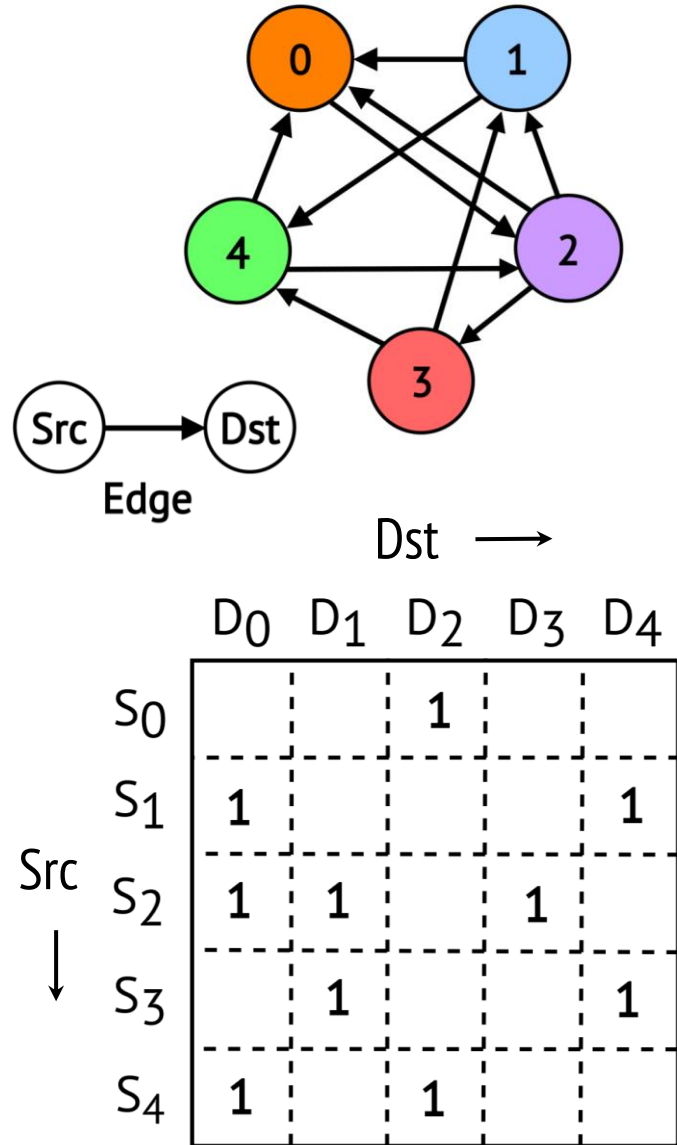 0 1
4 2
3
Src Dst
Edge
Dst
D0 D1 D2 D3 D4
S0 1
S1 1 1
Src
S2 1 1 1
S3 1 1
S4 1 1